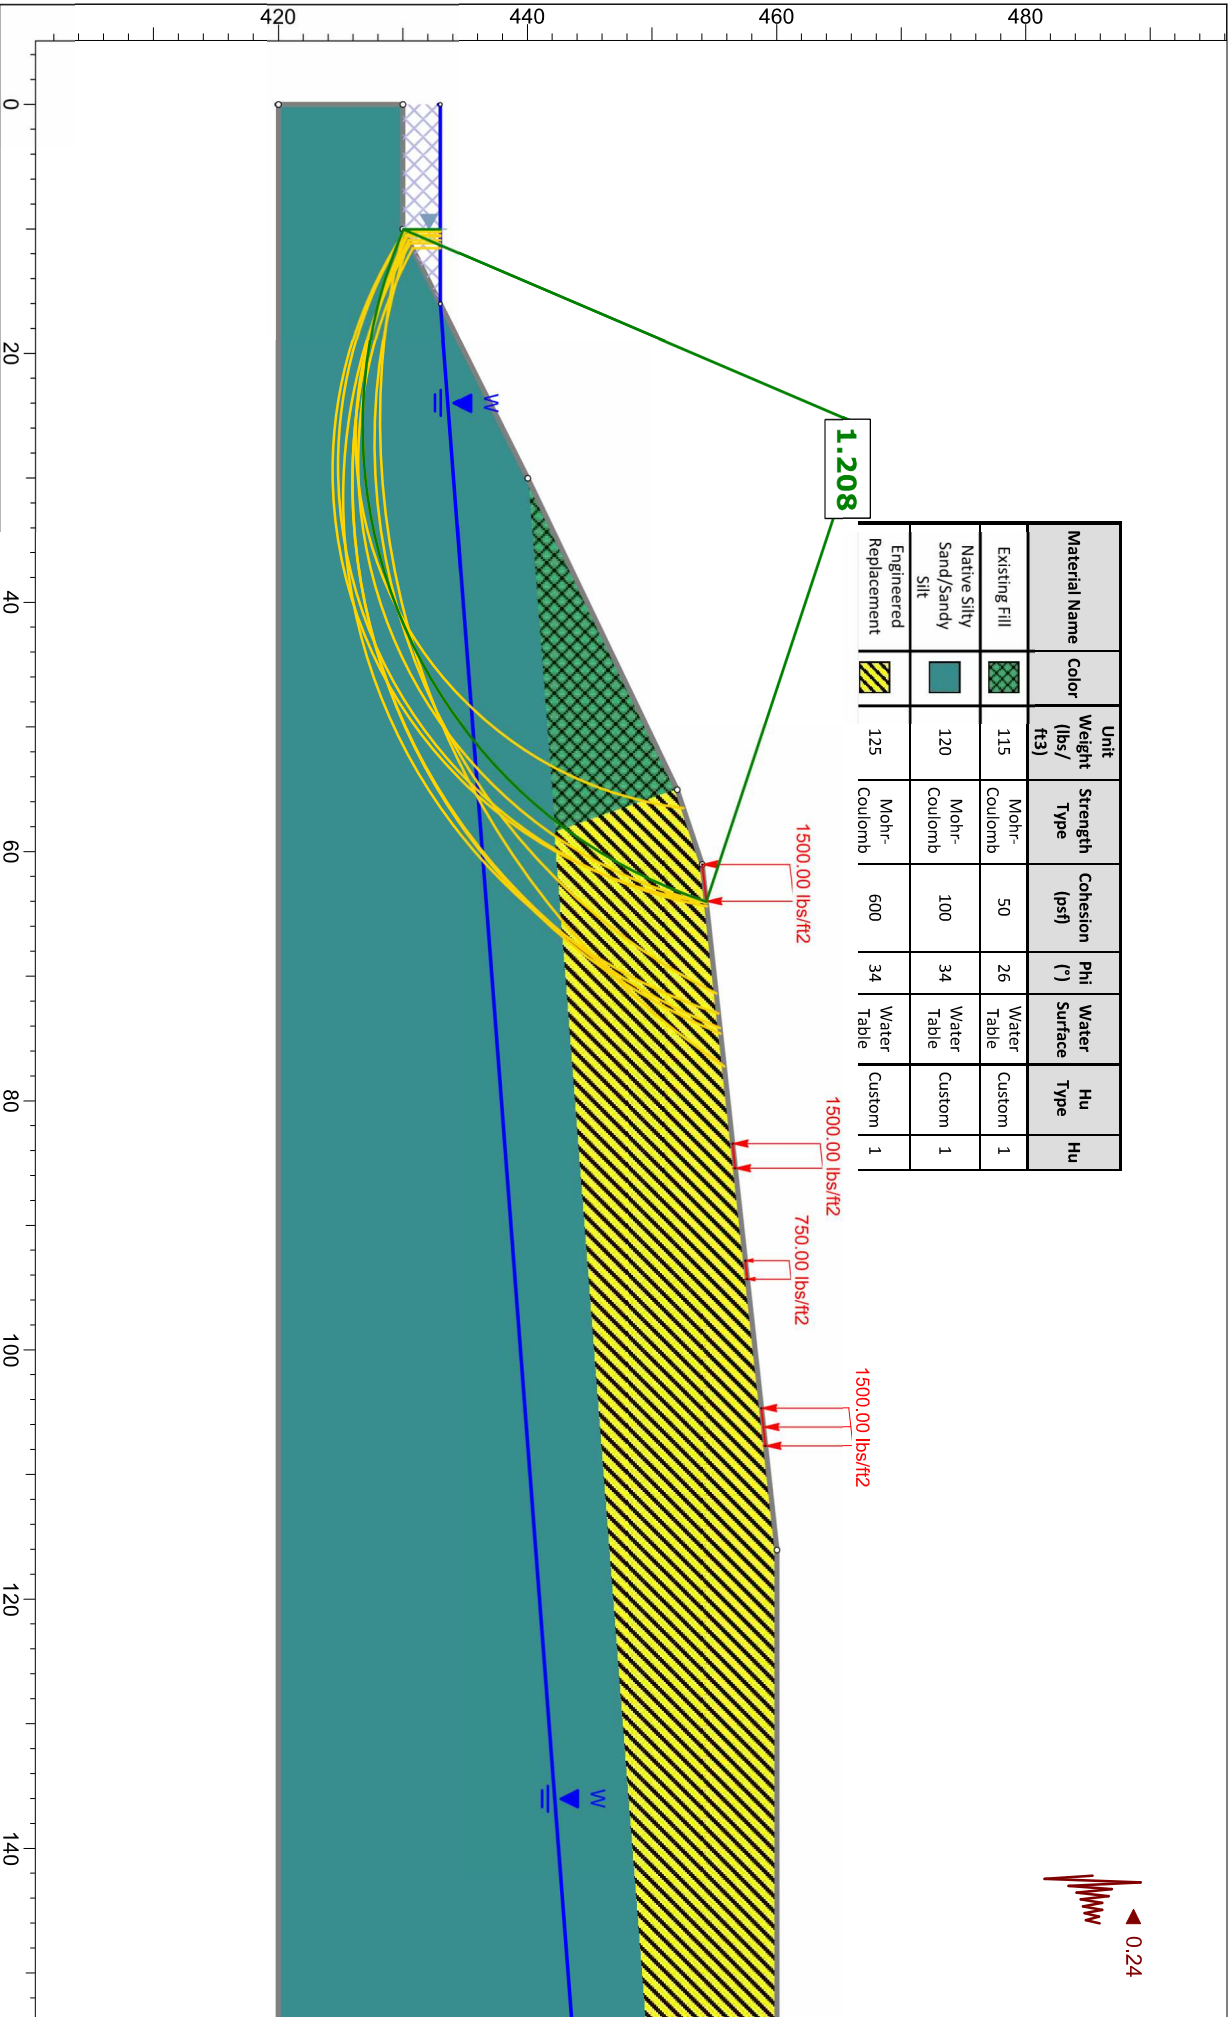 Material Name
Color
Unit
Weight
(lbs/
ft3)
Strength
Type
Cohesion
(psf)
Phi
(°)
Water
Surface
Hu
Type
Hu
Existing Fill
115
Mohr-
Coulomb
50
26
Water
Table
Custom
1
Native Silty
Sand/Sandy
Silt
120
Mohr-
Coulomb
100
34
Water
Table
Custom
1
Engineered
Replacement
125
Mohr-
Coulomb
600
34
Water
Table
Custom
1
0.24
1.208
1500.00 lbs/ft2
1500.00 lbs/ft2
750.00 lbs/ft2
1500.00 lbs/ft2
W
W
480
460
440
420
0
20
40
60
80
100
120
140